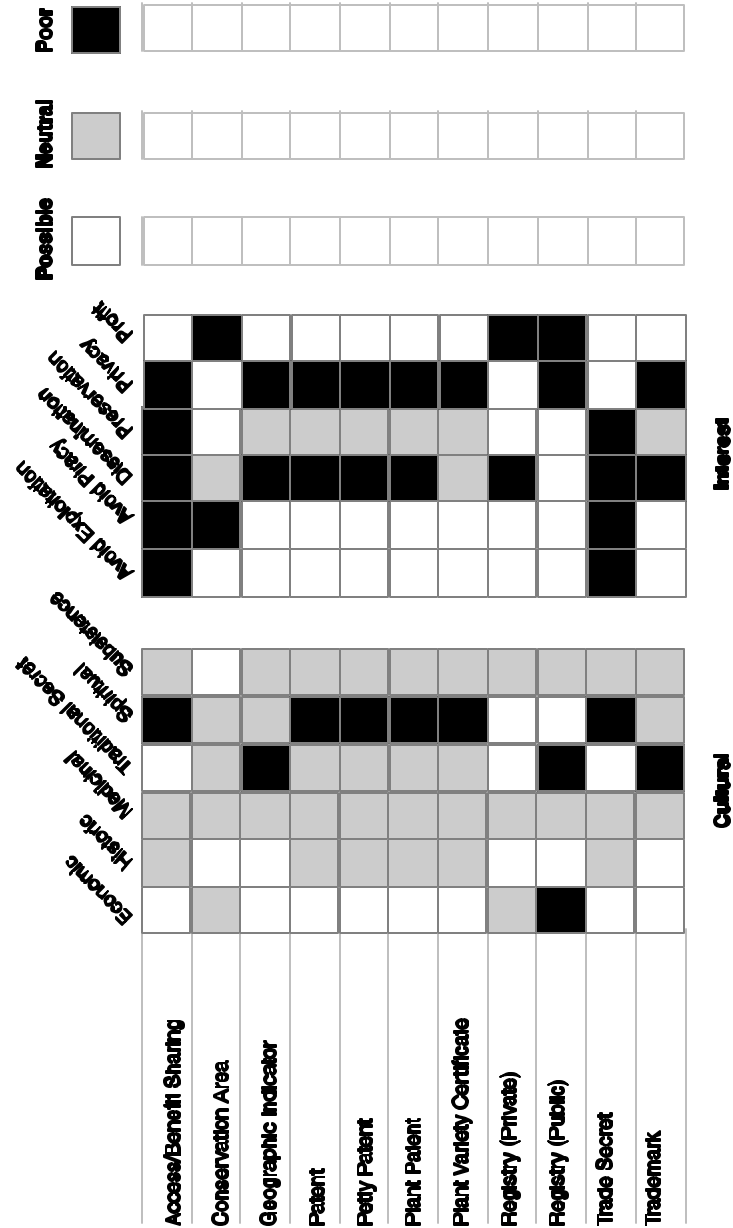 Poor
Neutral
Possible
Profit
Privacy
Preservation
Dissemination
Avoid Piracy
Avoid Exploitation
Interest
Subsistence
Spiritual
Traditional Secret
Medicinal
Historic
Economic
Cultural
Access/Benefit Sharing
Conservation Area
Geographic Indicator
Patent
Petty Patent
Plant Patent
Plant Variety Certificate
Registry (Private)
Registry (Public)
Trade Secret
Trademark